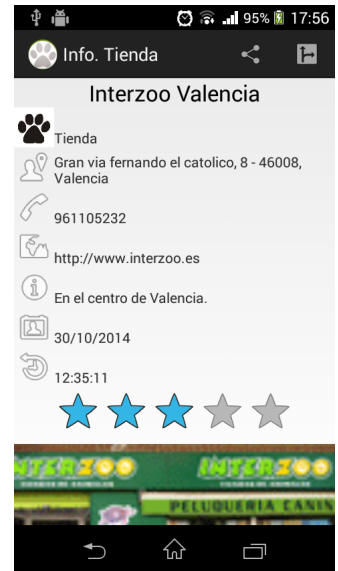 95% 17:56
Info. Tienda
Interzoo Valencia
Tienda
Gran via fernando el catolico, 8 - 46008,
Valencia
961105232
http://www.interzoo.es
En el centro de Valencia.
30/10/2014
12:35:11
INTERZOO INTERZOO
PELUQUERIA CANIN